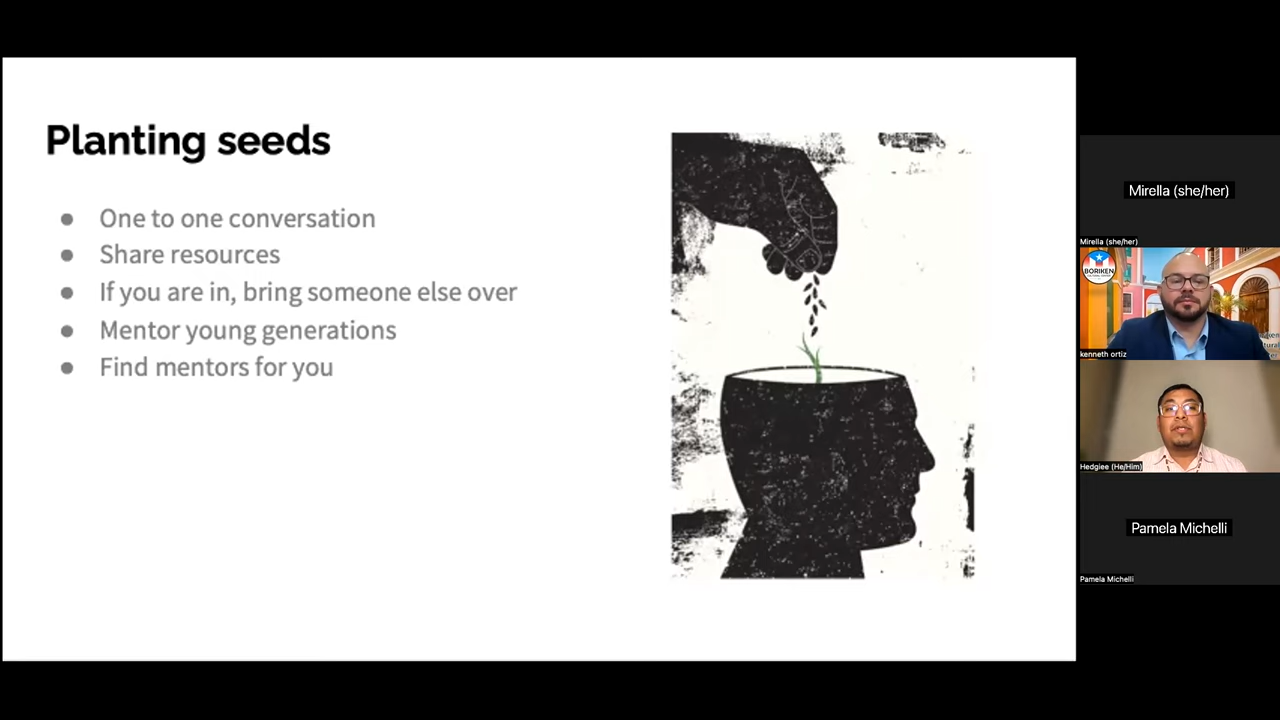 Planting seeds
● One to one conversation
● Share resources
● If you are in, bring someone else over
● Mentor young generations
● Find mentors for you
Mirella (she/her)
Mirella (she/her)
BORIKEN
kenneth ortiz
Hedgiee (He/Him)
Pamela Michelli
Pamela Michelli